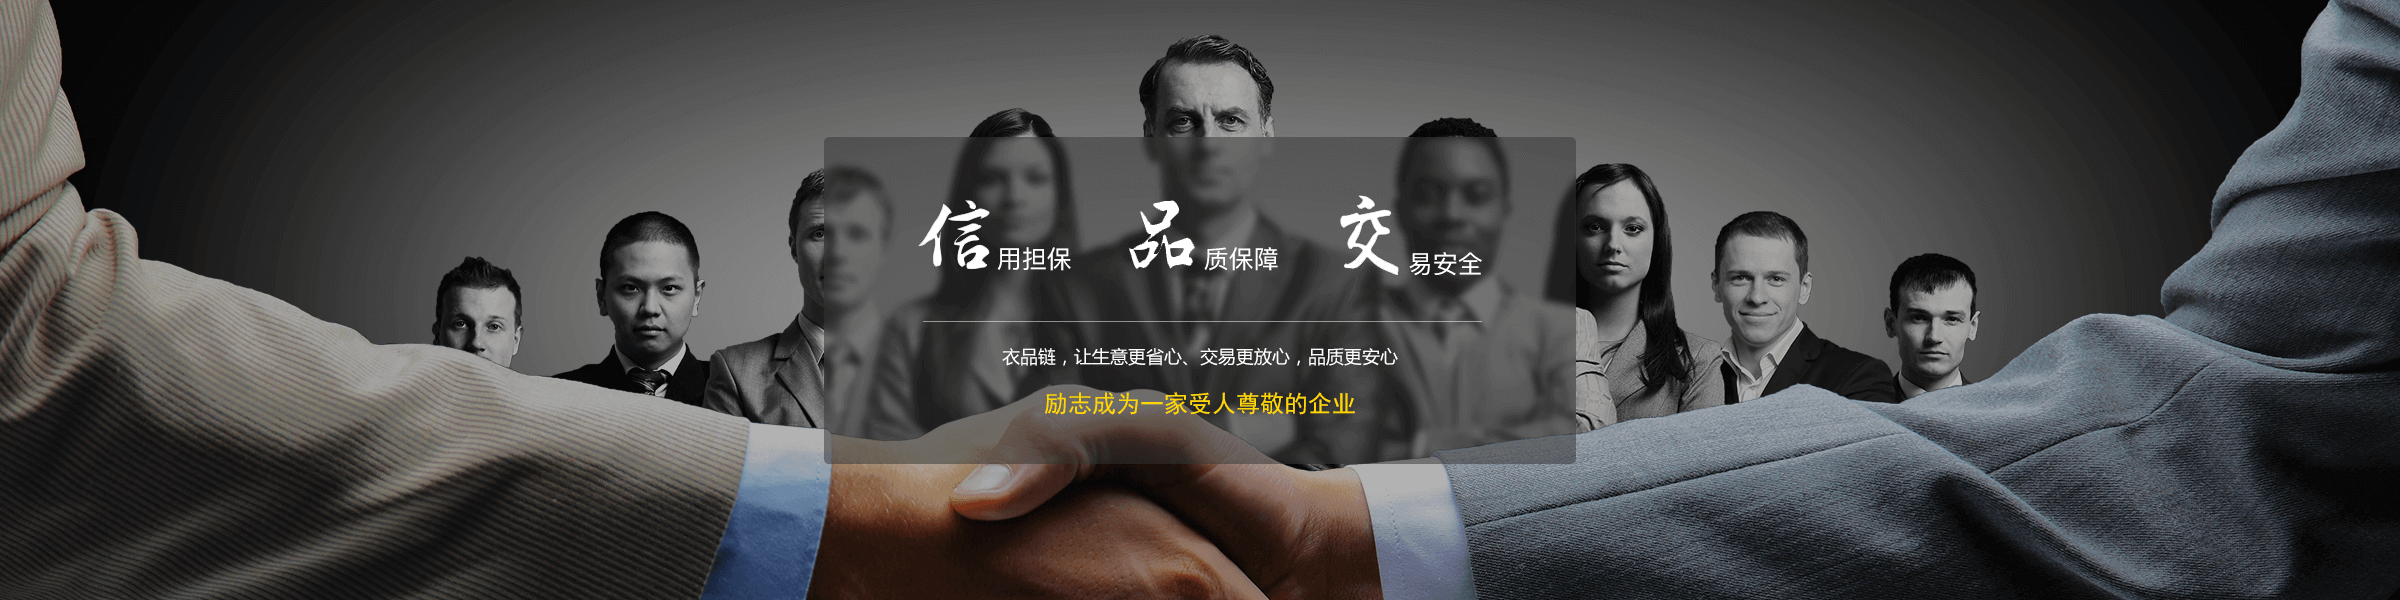 信用担保 品质保障 交易安全
衣品链，让生意更省心、交易更放心，品质更安心
励志成为一家受人尊敬的企业